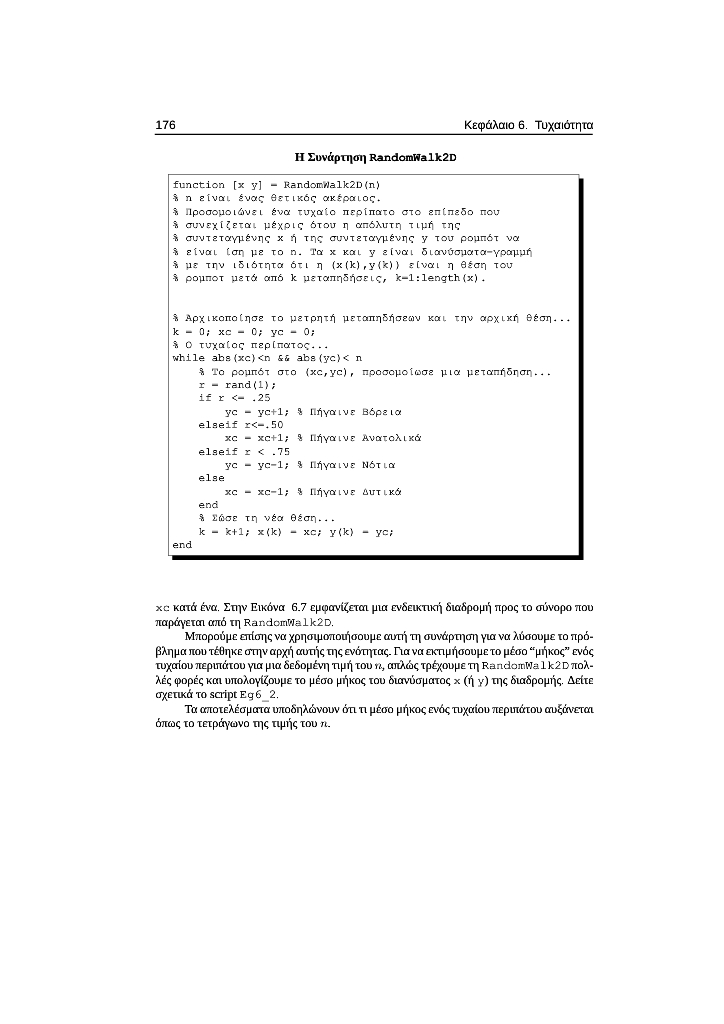 176 Κεφάλαιο 6. Τυχαιότητα
Η Συνάρτηση RandomWalk2D
function [x y] = RandomWalk2D(n)
% n είναι ένας θετικός ακέραιος.
% Προσομοιώνει ένα τυχαίο περίπατο στο επίπεδο που
% συνεχίζεται μέχρις ότου η απόλυτη τιμή της
% συντεταγμένης x ή της συντεταγμένης y του ρομπότ να
% είναι ίση με το n. Τα x και y είναι διανύσματα-γραμμή
% με την ιδιότητα ότι η (x(k),y(k)) είναι η θέση του
% ρομποτ μετά από k μεταπηδήσεις, k=1:length(x).
% Αρχικοποίησε το μετρητή μεταπηδήσεων και την αρχική θέση...
k = 0; xc = 0; yc = 0;
% Ο τυχαίος περίπατος...
while abs(xc)<n && abs(yc)< n
% Το ρομπότ στο (xc,yc), προσομοίωσε μια μεταπήδηση...
r = rand(1);
if r <= .25
yc = yc+1; % Πήγαινε Βόρεια
elseif r<=.50
xc = xc+1; % Πήγαινε Ανατολικά
elseif r < .75
yc = yc-1; % Πήγαινε Νότια
else
xc = xc-1; % Πήγαινε Δυτικά
end
% Σώσε τη νέα θέση...
k = k+1; x(k) = xc; y(k) = yc;
end
xc κατά ένα. Στην Εικόνα 6.7 εμφανίζεται μια ενδεικτική διαδρομή προς το σύνορο που
παράγεται από τη RandomWalk2D.
Μπορούμε επίσης να χρησιμοποιήσουμε αυτή τη συνάρτηση για να λύσουμε το πρό-
βλημα που τέθηκε στην αρχή αυτής της ενότητας. Για να εκτιμήσουμε το μέσο “μήκος” ενός
τυχαίου περιπάτου για μια δεδομένη τιμή του n, απλώς τρέχουμε τη RandomWalk2D πολ-
λές φορές και υπολογίζουμε το μέσο μήκος του διανύσματος x (ή y) της διαδρομής. Δείτε
σχετικά το script Eg6_2.
Τα αποτελέσματα υποδηλώνουν ότι τι μέσο μήκος ενός τυχαίου περιπάτου αυξάνεται
όπως το τετράγωνο της τιμής του n.